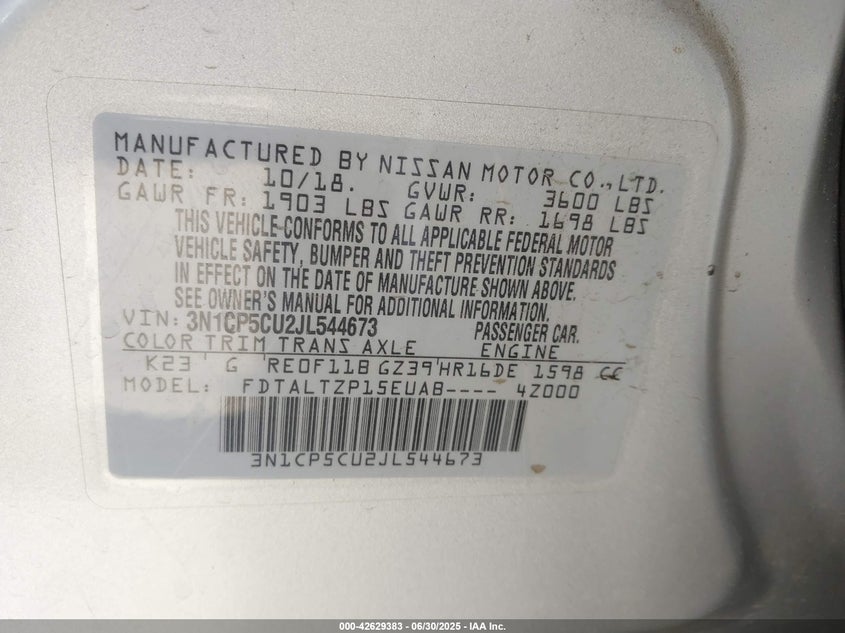 MANUFACTURED BY NISSAN MOTOR CO., LTD.
DATE: 10/18. GVWR: 3600 LBS
GAWR FR: 1903 LBS GAWR RR: 1698 LBS
THIS VEHICLE CONFORMS TO ALL APPLICABLE FEDERAL MOTOR
VEHICLE SAFETY, BUMPER AND THEFT PREVENTION STANDARDS
IN EFFECT ON THE DATE OF MANUFACTURE SHOWN ABOVE.
SEE OWNER'S MANUAL FOR ADDITIONAL INFORMATION.
VIN: 3N1CP5CU2JL544673 PASSENGER CAR.
COLOR TRIM TRANS AXLE ENGINE
K23 G RE0F11B GZ39 HR16DE 1598 CC
MODEL: FDTALTZP15EUAB---- 4Z000
3N1CP5CU2JL544673
000-42629383 - 06/30/2025 - IAA Inc.